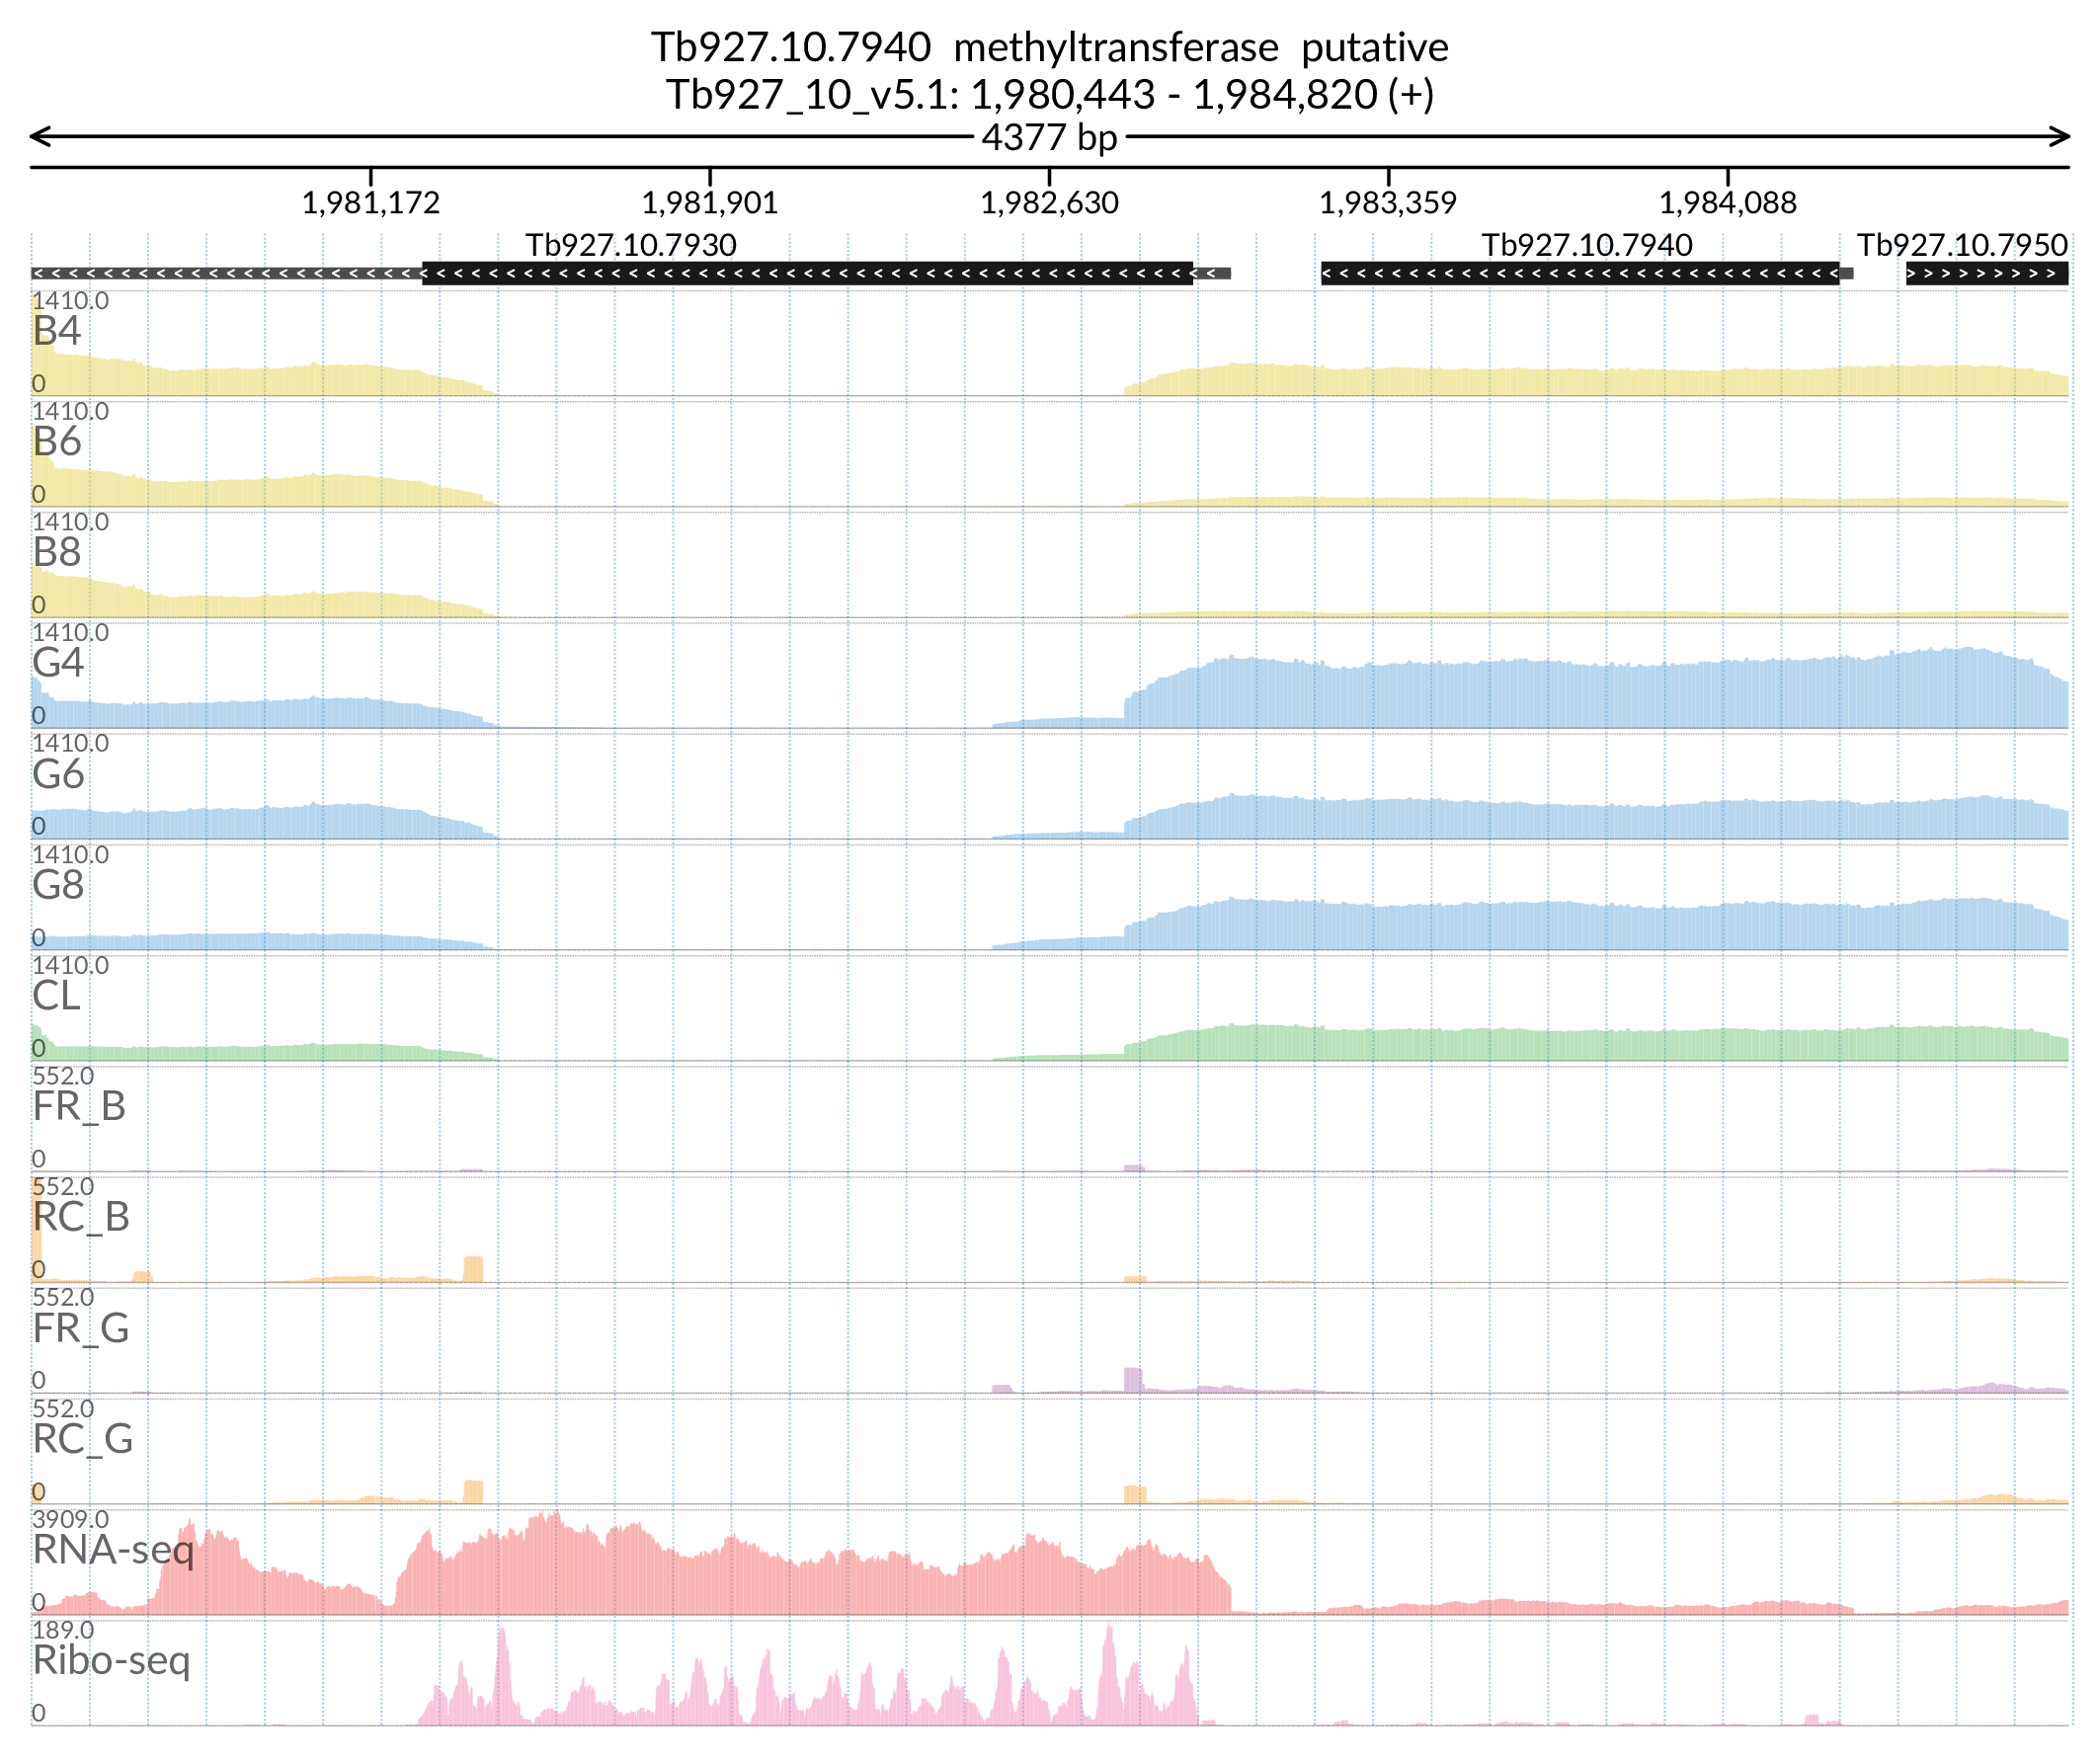 Tb927.10.7940 methyltransferase putative
Tb927_10_v5.1: 1,980,443 - 1,984,820 (+)
4377 bp
1,981,172 1,981,901 1,982,630 1,983,359 1,984,088
Tb927.10.7930 Tb927.10.7940 Tb927.10.7950
1410.0
B4
0
1410.0
B6
0
1410.0
B8
0
1410.0
G4
0
1410.0
G6
0
1410.0
G8
0
1410.0
CL
0
552.0
FR_B
0
552.0
RC_B
0
552.0
FR_G
0
552.0
RC_G
0
3909.0
RNA-seq
0
189.0
Ribo-seq
0